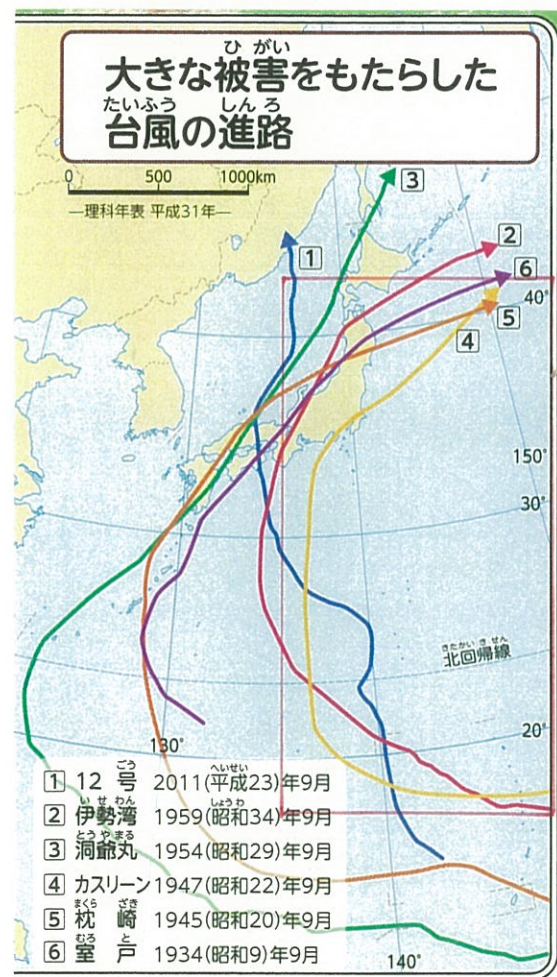 大きな被害をもたらした
ひ がい
台風の進路
たいふう しんろ
0 500 1000km
―理科年表 平成31年―
3
1
2
6
40°
5
4
150°
30°
北回帰線
きたかいきせん
20°
130°
1 12号 2011(平成23)年9月
ごう へいせい
2 伊勢湾 1959(昭和34)年9月
い せ わん しょうわ
3 洞爺丸 1954(昭和29)年9月
とう や まる
4 カスリーン 1947(昭和22)年9月
5 枕崎 1945(昭和20)年9月
まくら ざき
6 室戸 1934(昭和9)年9月
むろ と
140°